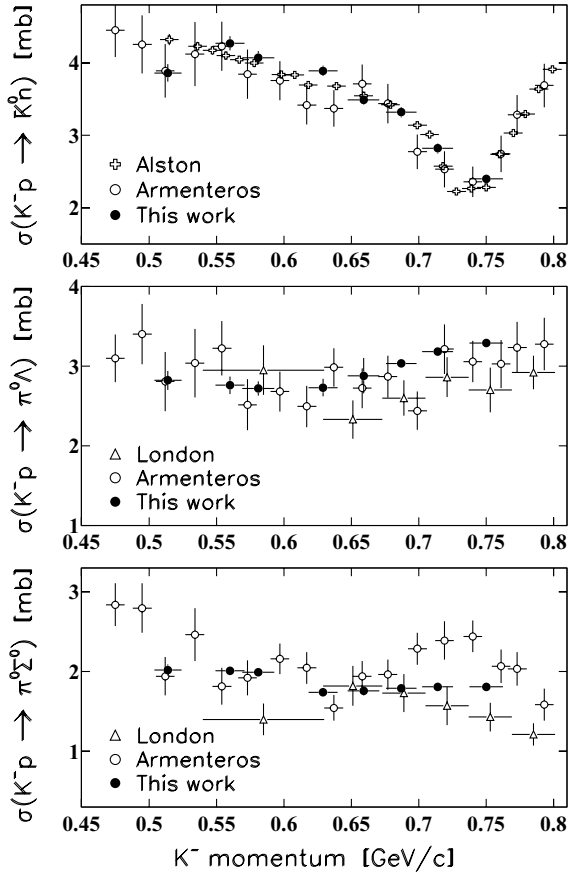 σ(K⁻p → K̄⁰n) [mb]
4
3
2
Alston
Armenteros
This work
0.45 0.5 0.55 0.6 0.65 0.7 0.75 0.8
σ(K⁻p → π⁰Λ) [mb]
4
3
2
1
London
Armenteros
This work
0.45 0.5 0.55 0.6 0.65 0.7 0.75 0.8
σ(K⁻p → π⁰Σ⁰) [mb]
3
2
1
London
Armenteros
This work
0.45 0.5 0.55 0.6 0.65 0.7 0.75 0.8
K⁻ momentum [GeV/c]